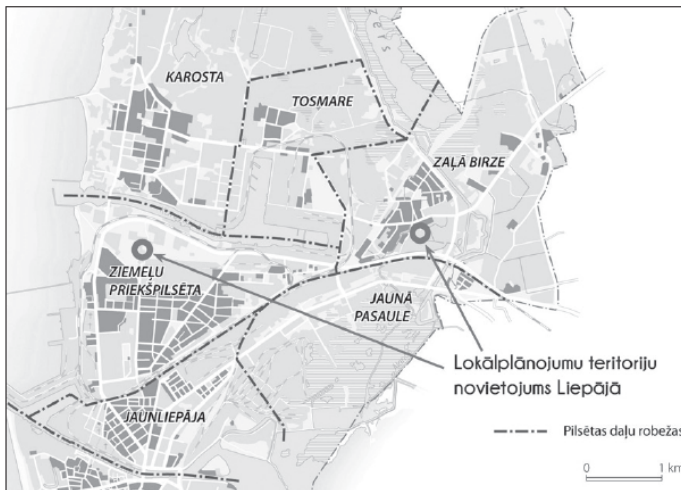 ezers
KAROSTA
TOSMARE
ZAĻĀ BIRZE
ZIEMEĻU
PRIEKŠPILSĒTA
JAUNĀ
PASAULE
Lokālplānojumu teritoriju
novietojums Liepājā
JAUNLIEPĀJA
Pilsētas daļu robežas
0 1 km